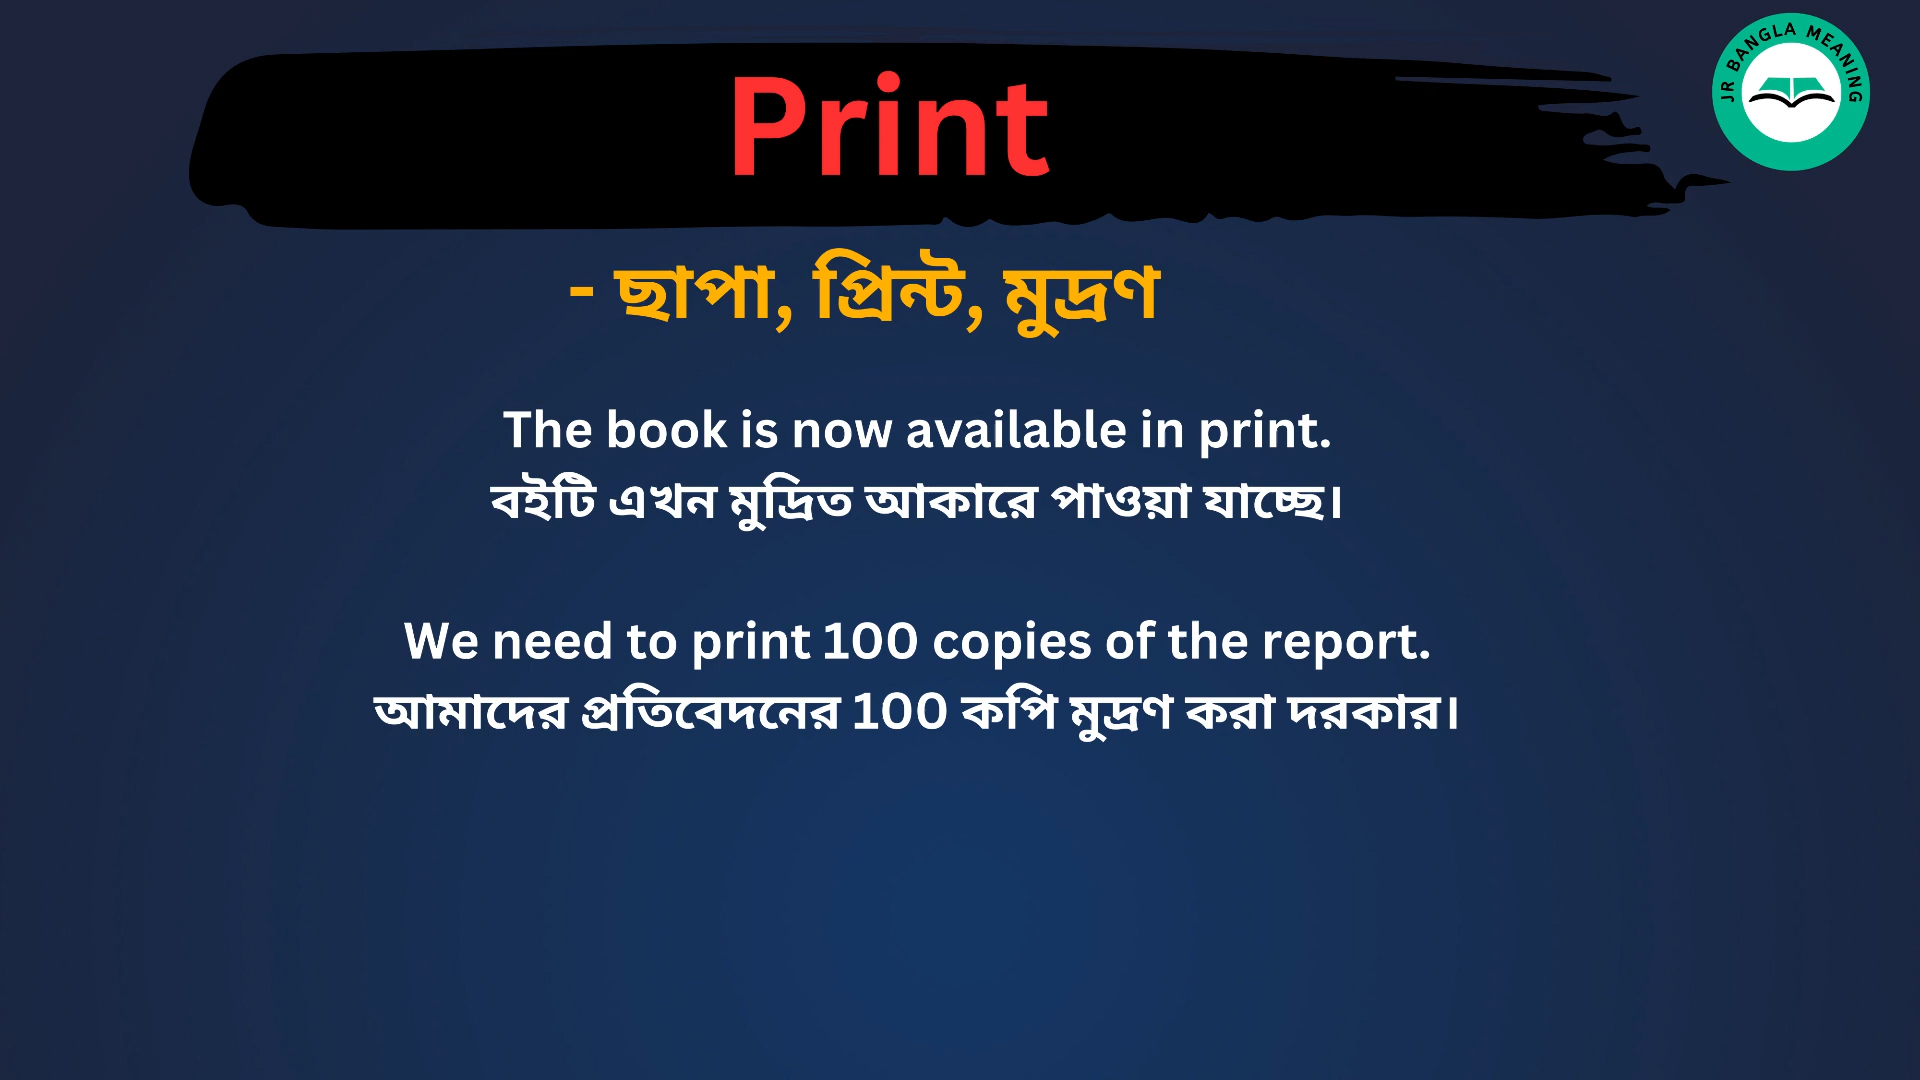 Print
JR BANGLA MEANING
- ছাপা, প্রিন্ট, মুদ্রণ
The book is now available in print.
বইটি এখন মুদ্রিত আকারে পাওয়া যাচ্ছে।
We need to print 100 copies of the report.
আমাদের প্রতিবেদনের 100 কপি মুদ্রণ করা দরকার।